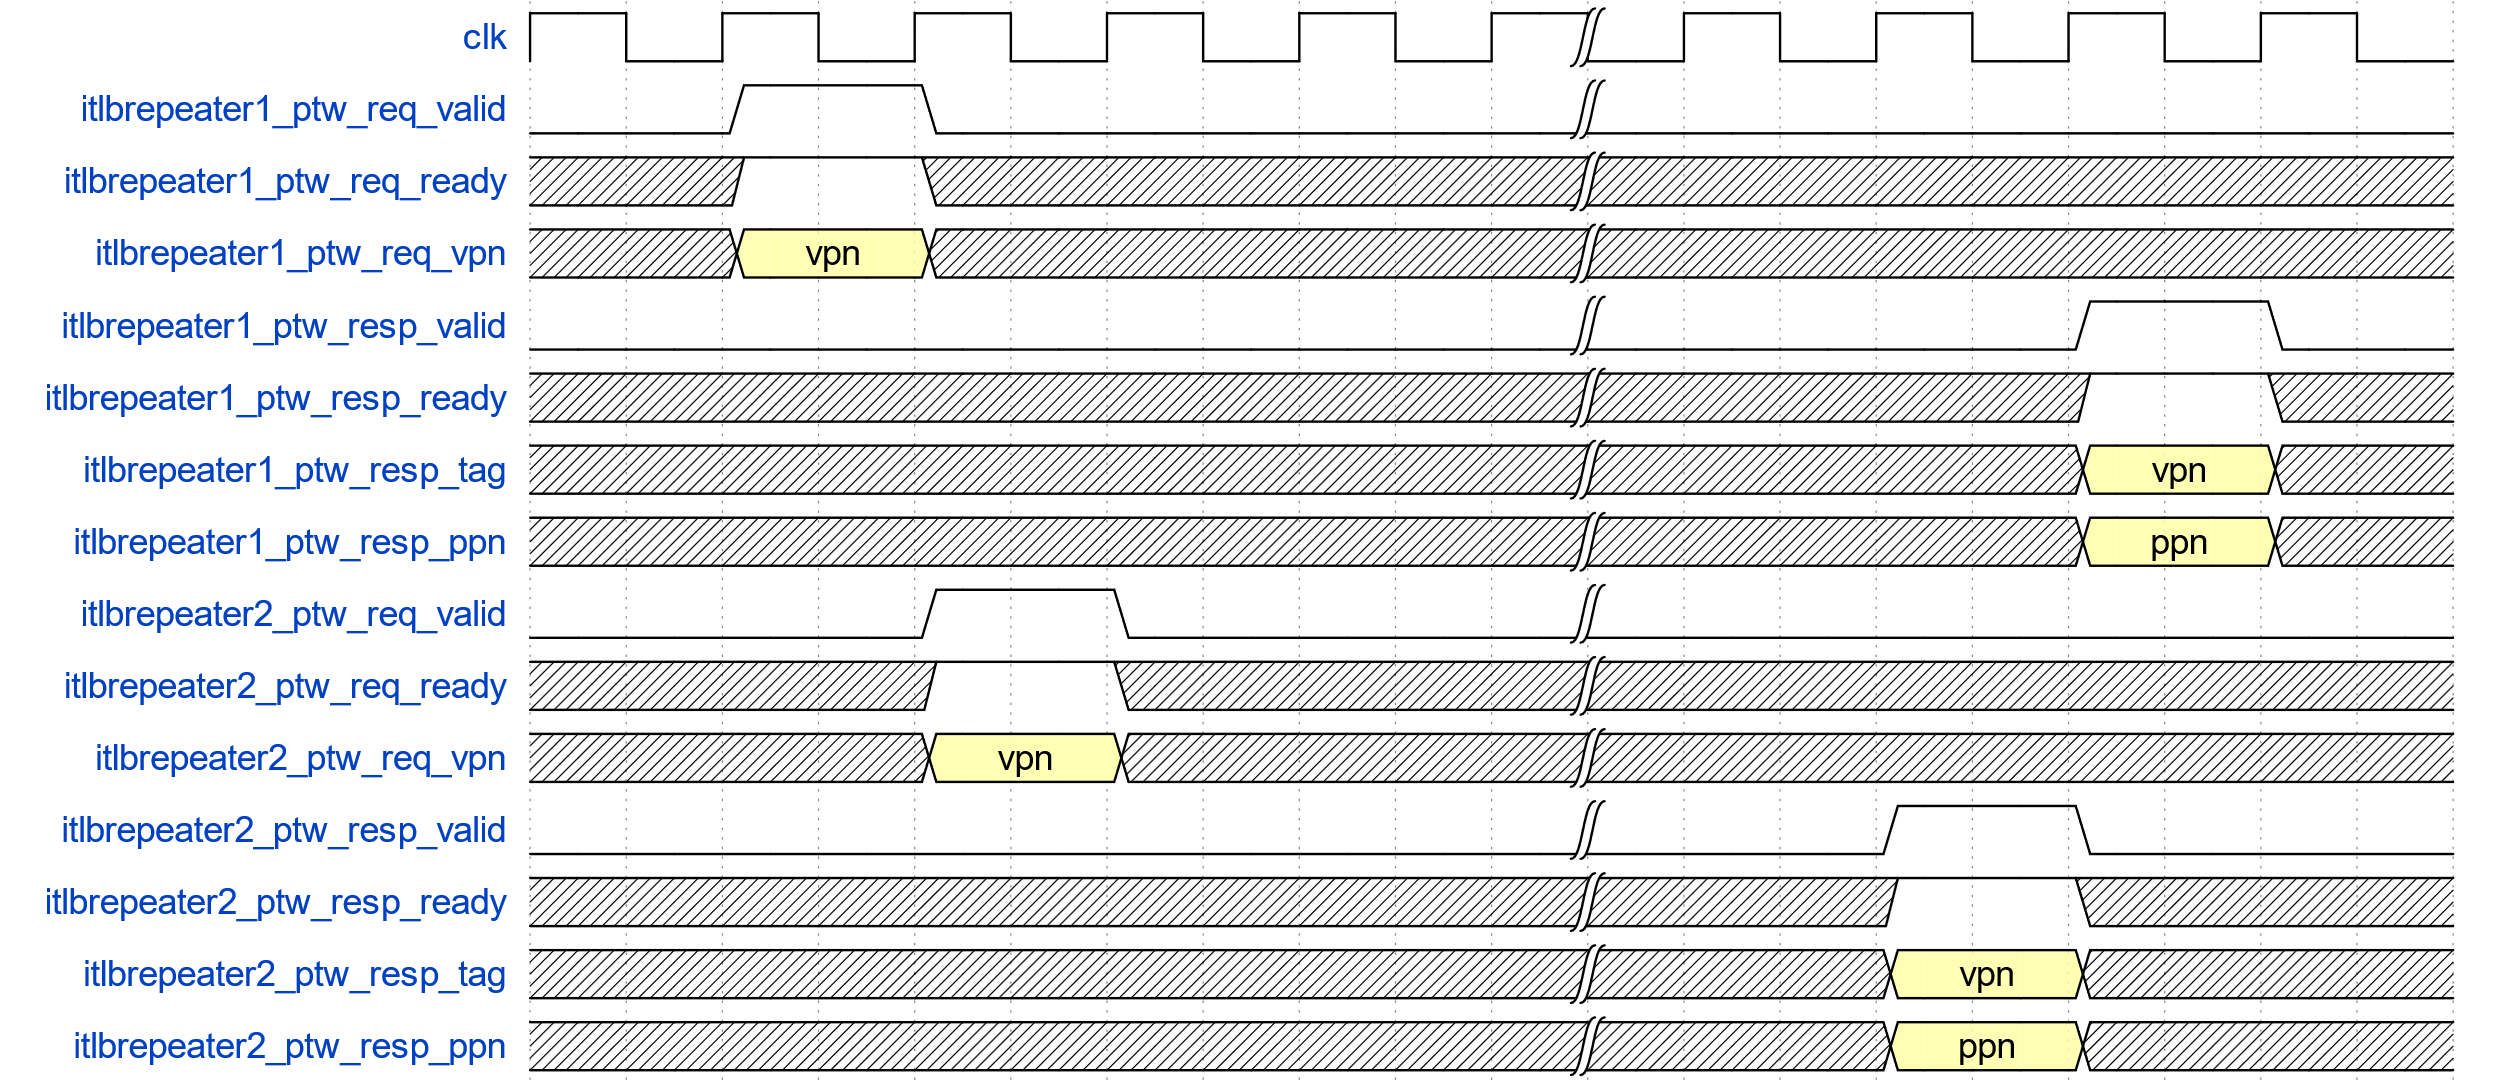 clk
itlbrepeater1_ptw_req_valid
itlbrepeater1_ptw_req_ready
itlbrepeater1_ptw_req_vpn vpn
itlbrepeater1_ptw_resp_valid
itlbrepeater1_ptw_resp_ready
itlbrepeater1_ptw_resp_tag vpn
itlbrepeater1_ptw_resp_ppn ppn
itlbrepeater2_ptw_req_valid
itlbrepeater2_ptw_req_ready
itlbrepeater2_ptw_req_vpn vpn
itlbrepeater2_ptw_resp_valid
itlbrepeater2_ptw_resp_ready
itlbrepeater2_ptw_resp_tag vpn
itlbrepeater2_ptw_resp_ppn ppn